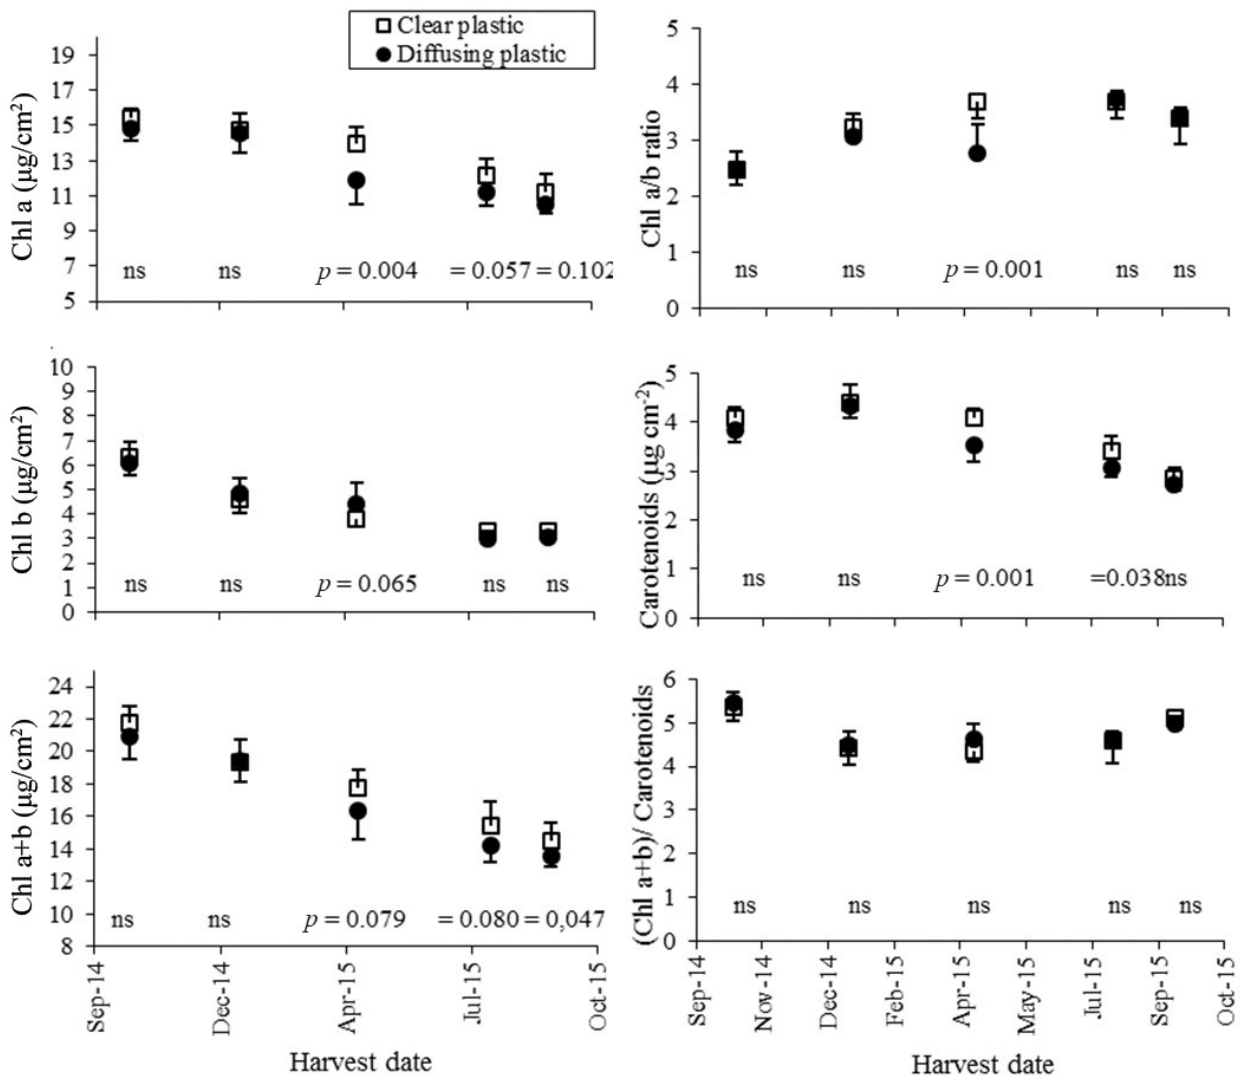 Clear plastic
Diffusing plastic
Chl a (µg/cm²)
19
17
15
13
11
9
7
5
ns
ns
p = 0.004
= 0.057
= 0.102
Chl a/b ratio
5
4
3
2
1
0
ns
ns
p = 0.001
ns
ns
Chl b (µg/cm²)
10
9
8
7
6
5
4
3
2
1
0
ns
ns
p = 0.065
ns
ns
Carotenoids (µg cm⁻²)
5
4
3
2
1
0
ns
ns
p = 0.001
=0.038
ns
Chl a+b (µg/cm²)
24
22
20
18
16
14
12
10
8
ns
ns
p = 0.079
= 0.080
= 0,047
Sep-14
Dec-14
Apr-15
Jul-15
Oct-15
Harvest date
(Chl a+b)/ Carotenoids
6
5
4
3
2
1
0
ns
ns
ns
ns
ns
Sep-14
Nov-14
Dec-14
Feb-15
Apr-15
May-15
Jul-15
Sep-15
Oct-15
Harvest date